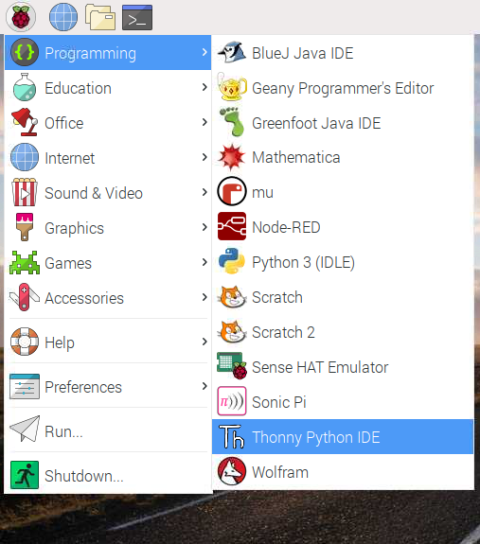 Programming
Education
Office
Internet
Sound & Video
Graphics
Games
Accessories
Help
Preferences
Run...
Shutdown...
BlueJ Java IDE
Geany Programmer's Editor
Greenfoot Java IDE
Mathematica
mu
Node-RED
Python 3 (IDLE)
Scratch
Scratch 2
Sense HAT Emulator
Sonic Pi
Th Thonny Python IDE
Wolfram